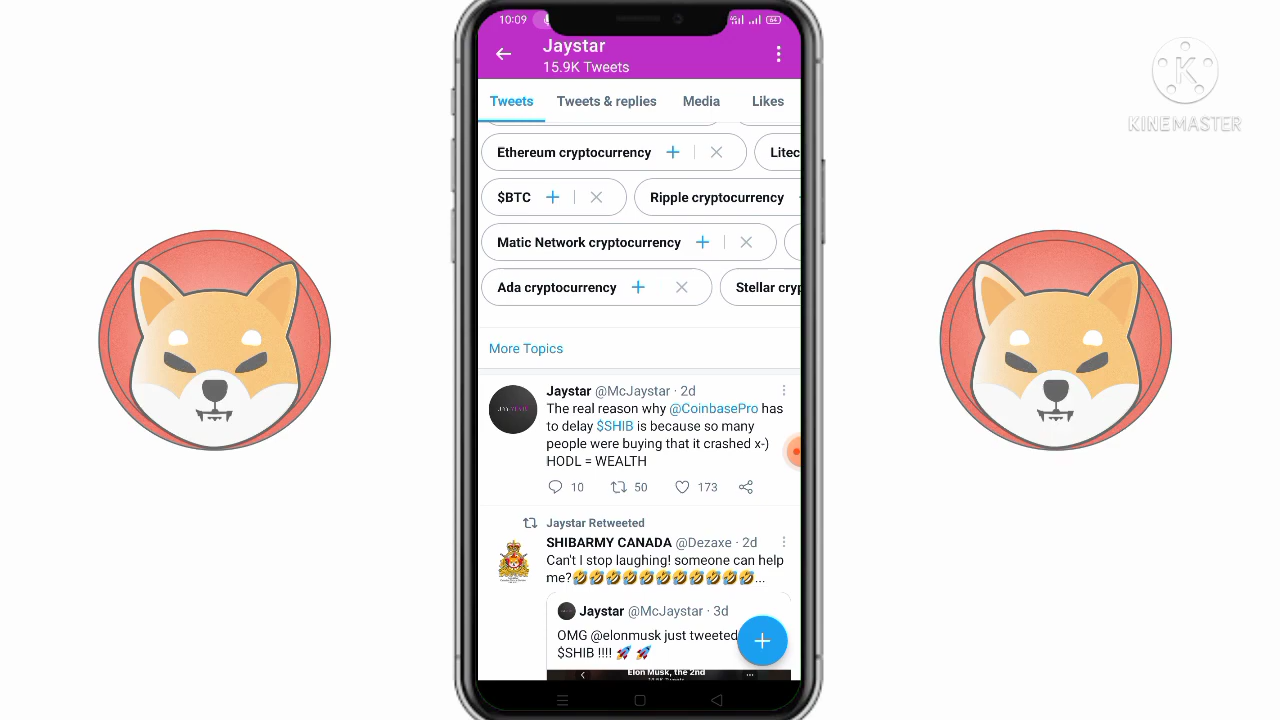 10:09
64
Jaystar
15.9K Tweets
KINEMASTER
Tweets Tweets & replies Media Likes
Ethereum cryptocurrency Litec
$BTC Ripple cryptocurrency
Matic Network cryptocurrency
Ada cryptocurrency Stellar cryp
More Topics
Jaystar @McJaystar · 2d
The real reason why @CoinbasePro has
to delay $SHIB is because so many
people were buying that it crashed x-)
HODL = WEALTH
10 50 173
Jaystar Retweeted
SHIBARMY CANADA @Dezaxe · 2d
Can't I stop laughing! someone can help
me?🤣🤣🤣🤣🤣🤣🤣🤣🤣🤣🤣...
Jaystar @McJaystar · 3d
OMG @elonmusk just tweeted
$SHIB !!!! 🚀 🚀
Elon Musk, the 2nd